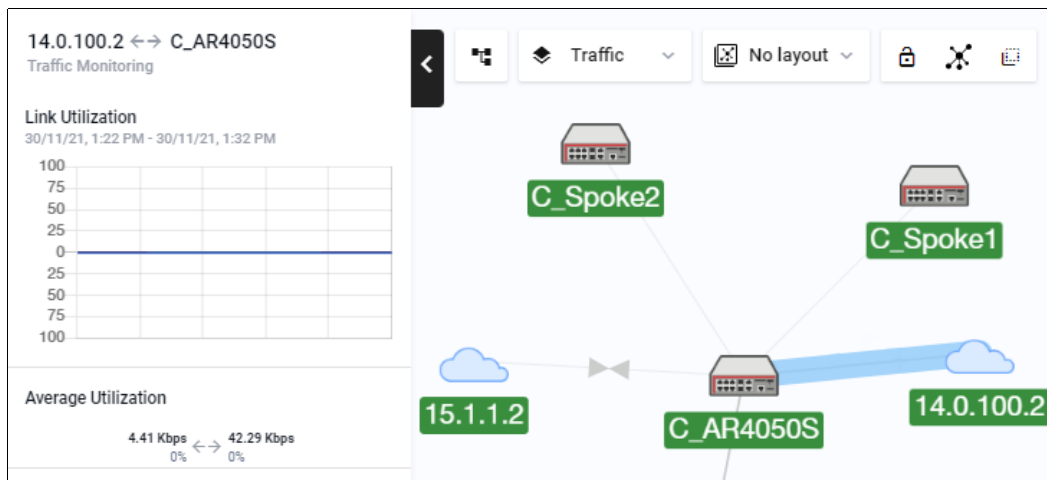 14.0.100.2 ←→ C_AR4050S
Traffic Monitoring
Link Utilization
30/11/21, 1:22 PM - 30/11/21, 1:32 PM
100
75
50
25
0
25
50
75
100
Average Utilization
4.41 Kbps ←→ 42.29 Kbps
0% 0%
Traffic
No layout
C_Spoke2
C_Spoke1
15.1.1.2
C_AR4050S
14.0.100.2